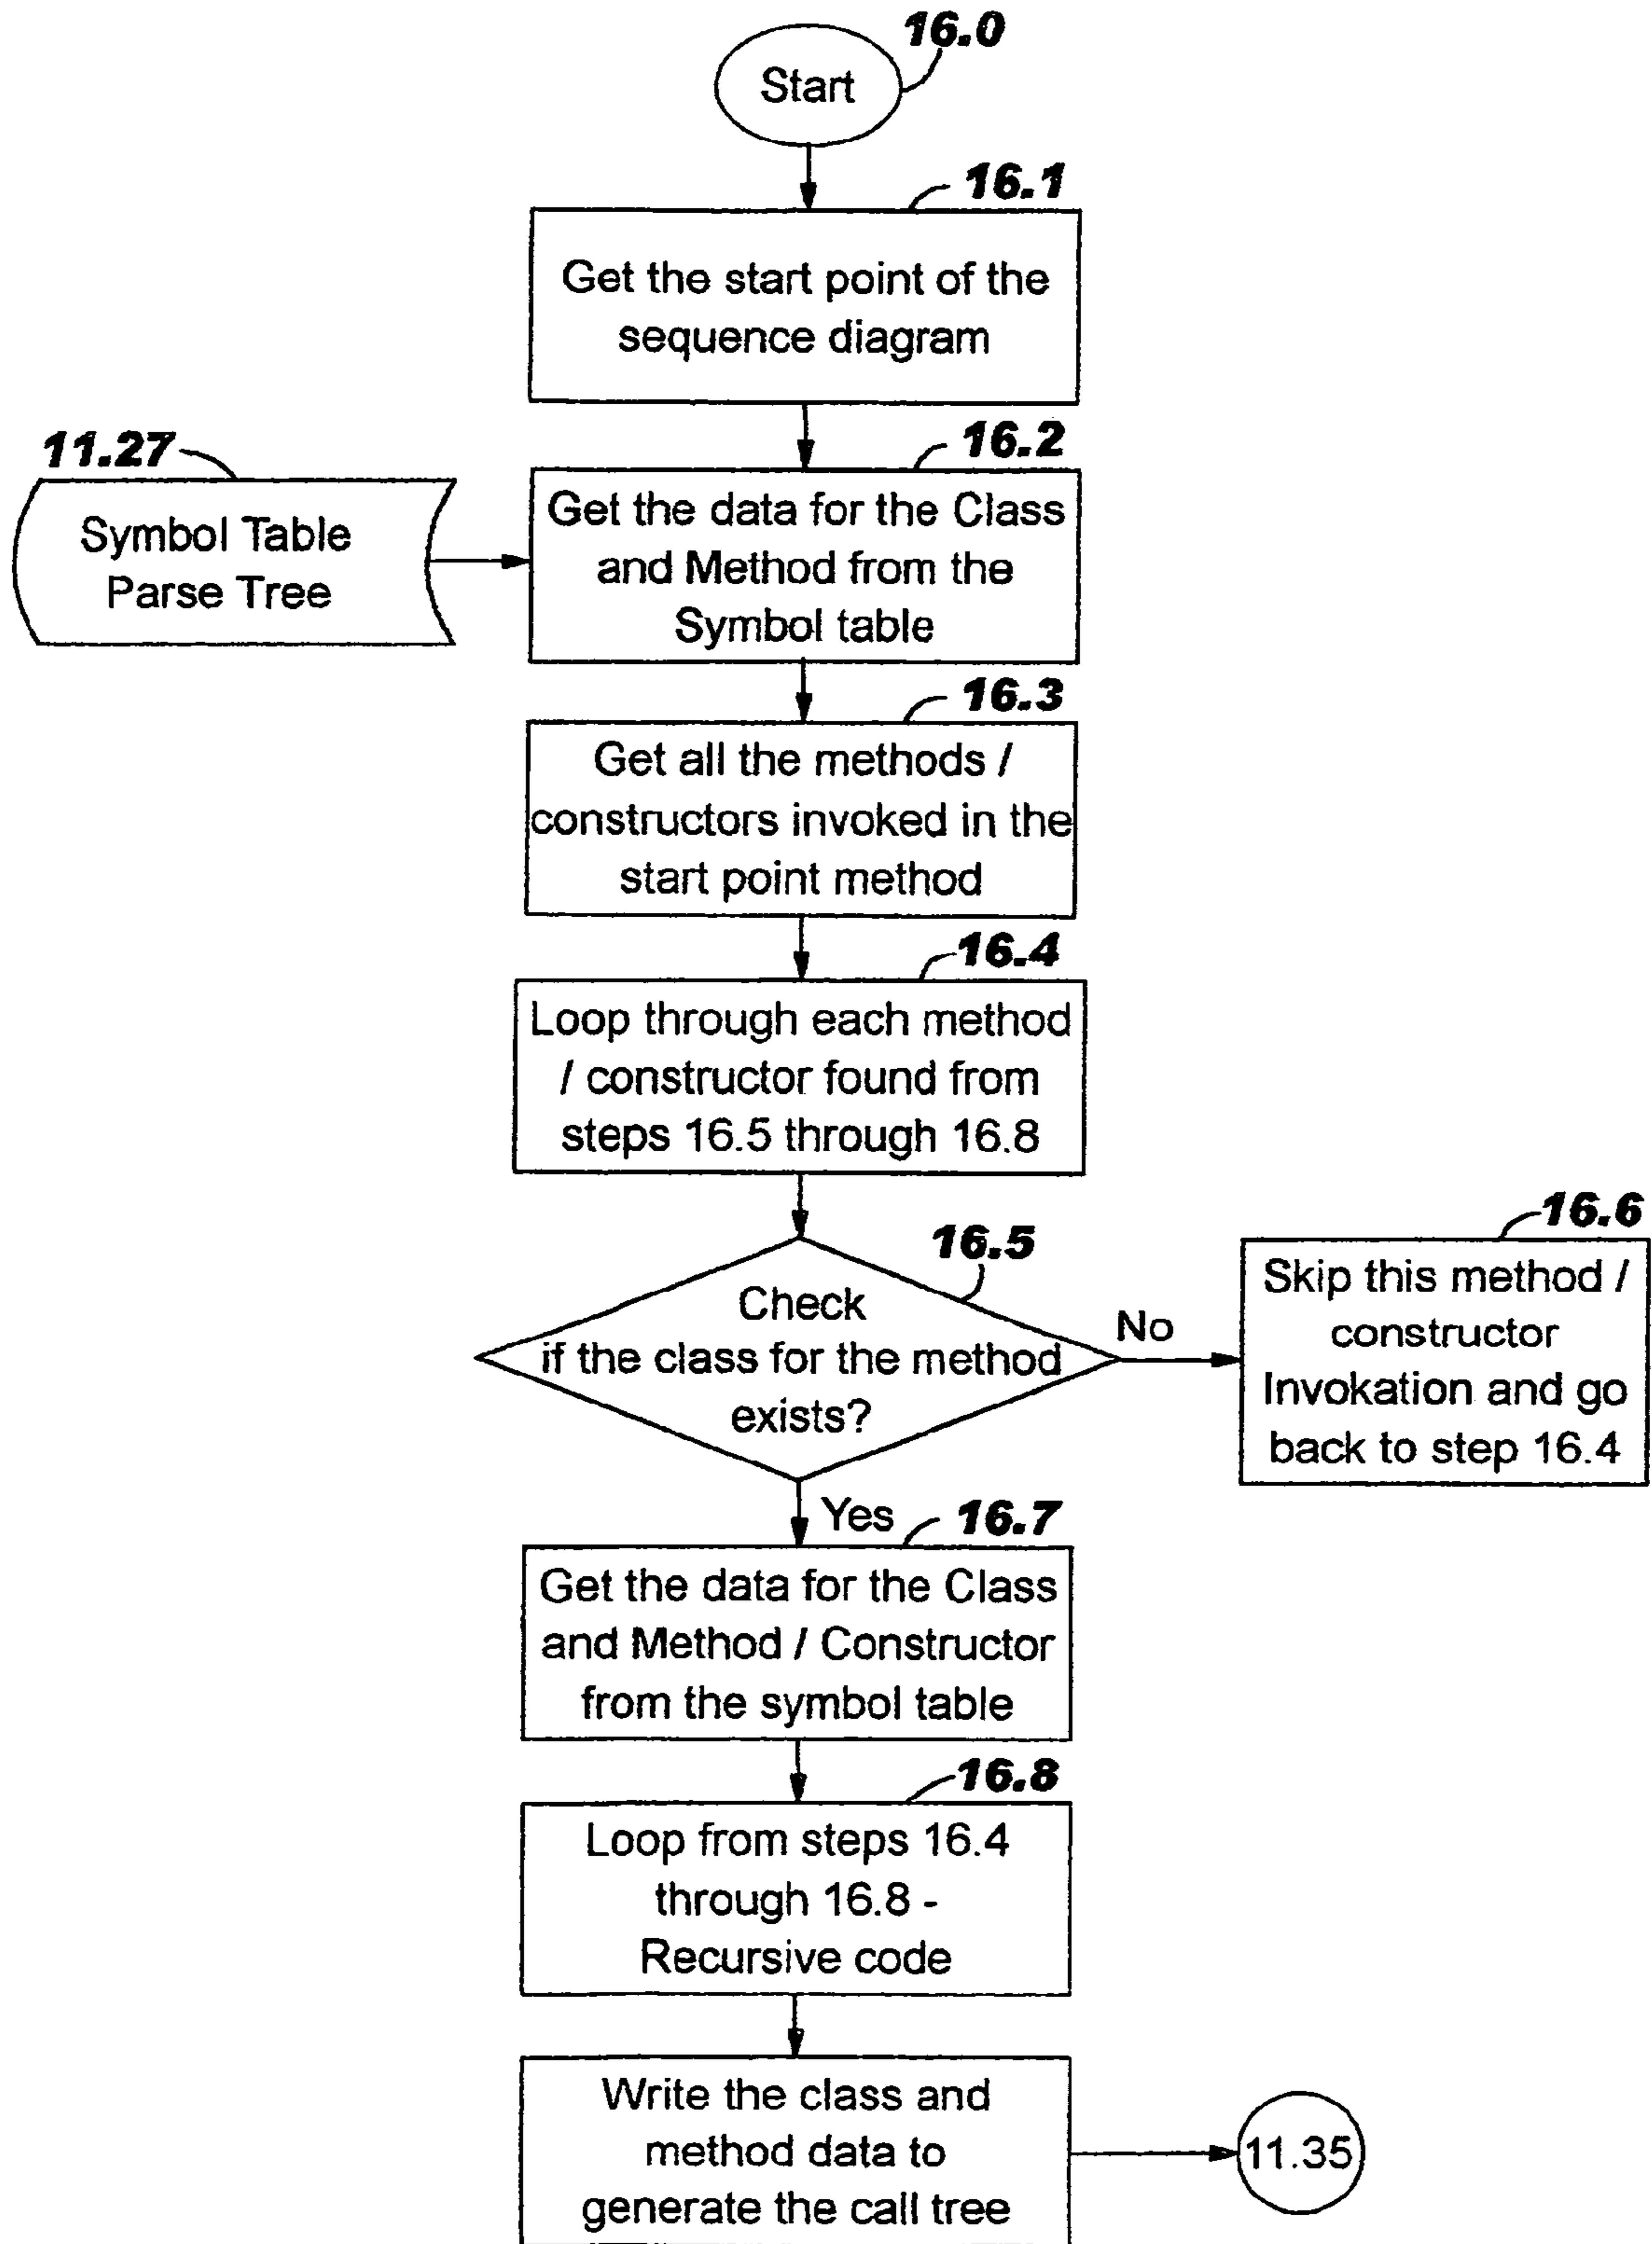 16.0
Start
16.1
Get the start point of the
sequence diagram
11.27
Symbol Table
Parse Tree
16.2
Get the data for the Class
and Method from the
Symbol table
16.3
Get all the methods /
constructors invoked in the
start point method
16.4
Loop through each method
/ constructor found from
steps 16.5 through 16.8
16.5
Check
if the class for the method
exists?
No
16.6
Skip this method /
constructor
Invokation and go
back to step 16.4
Yes
16.7
Get the data for the Class
and Method / Constructor
from the symbol table
16.8
Loop from steps 16.4
through 16.8 -
Recursive code
Write the class and
method data to
generate the call tree
11.35